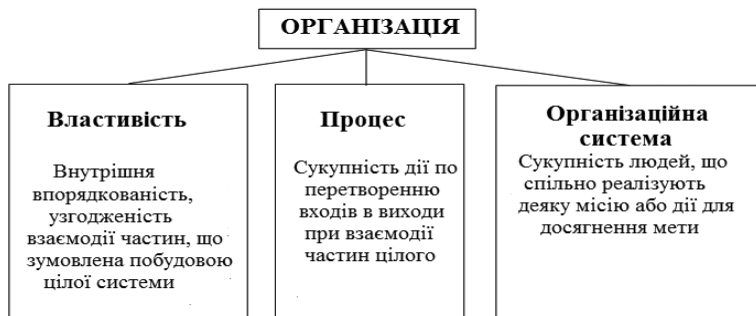 ОРГАНІЗАЦІЯ
Властивість
Внутрішня
впорядкованість,
узгодженість
взаємодії частин, що
зумовлена побудовою
цілої системи
Процес
Сукупність дії по
перетворенню
входів в виходи
при взаємодії
частин цілого
Організаційна
система
Сукупність людей, що
спільно реалізують
деяку місію або дії для
досягнення мети